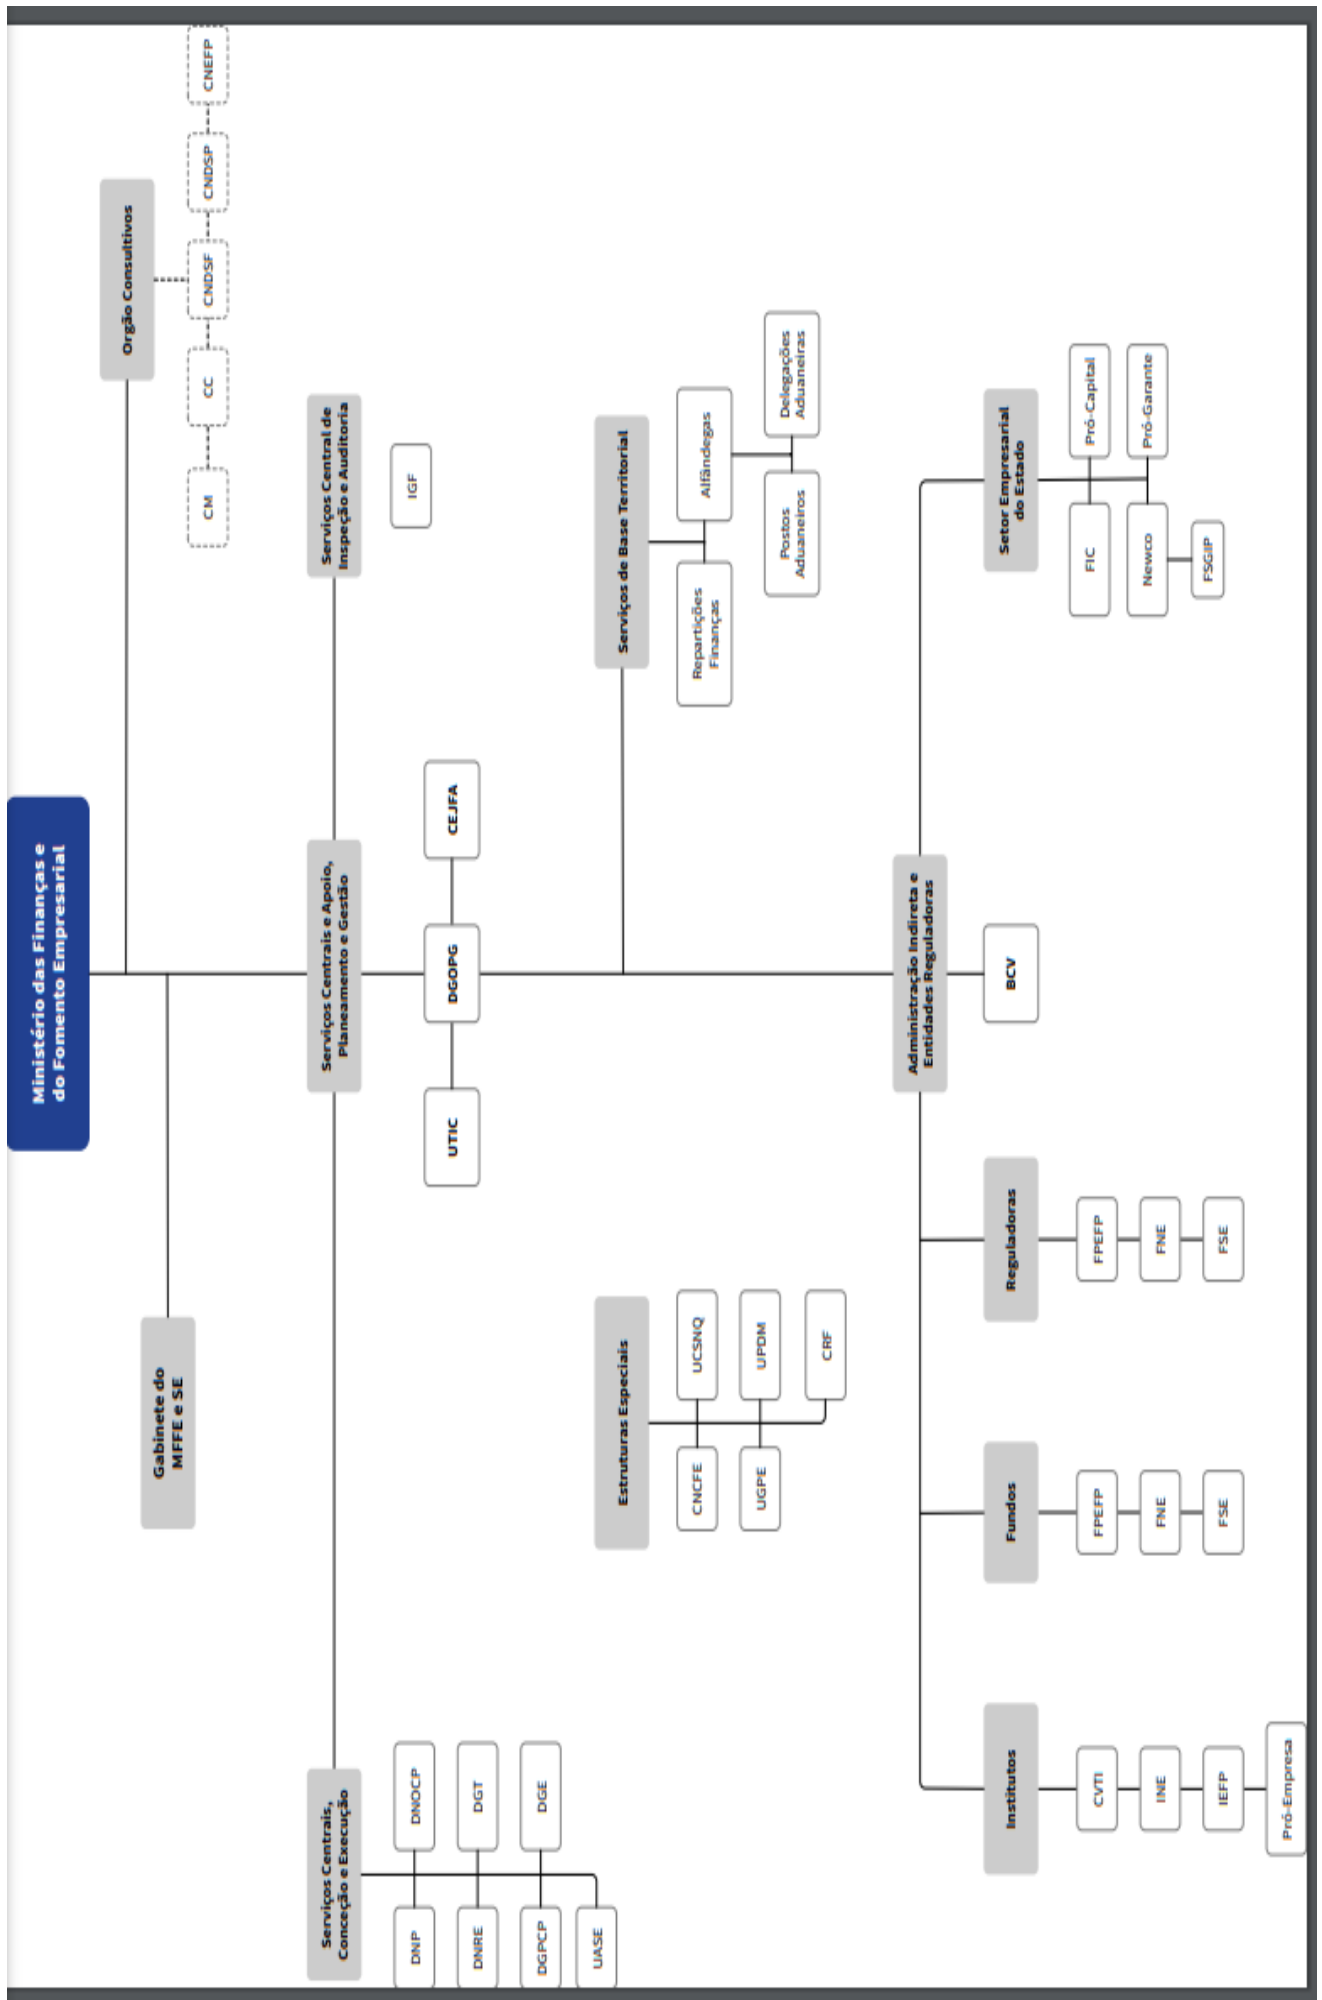 Ministério das Finanças e
do Fomento Empresarial
Orgão Consultivos
CM
CC
CNDSF
CNDSP
CNEFP
Gabinete do
MFFE e SE
Serviços Centrais,
Conceção e Execução
DNP
DNOCP
DNRE
DGT
DGPCP
DGE
UASE
Serviços Centrais e Apoio,
Planeamento e Gestão
UTIC
DGOPG
CEJFA
Serviços Central de
Inspeção e Auditoria
IGF
Estruturas Especiais
CNCFE
UCSNQ
UGPE
UPDM
CRF
Serviços de Base Territorial
Repartições
Finanças
Alfândegas
Postos
Aduaneiros
Delegações
Aduaneiras
Administração Indireta e
Entidades Reguladoras
Institutos
CVTI
INE
IEFP
Pró-Empresa
Fundos
FPEFP
FNE
FSE
Reguladoras
FPEFP
FNE
FSE
BCV
Setor Empresarial
do Estado
FIC
Pró-Capital
Newco
Pró-Garante
FSGIP